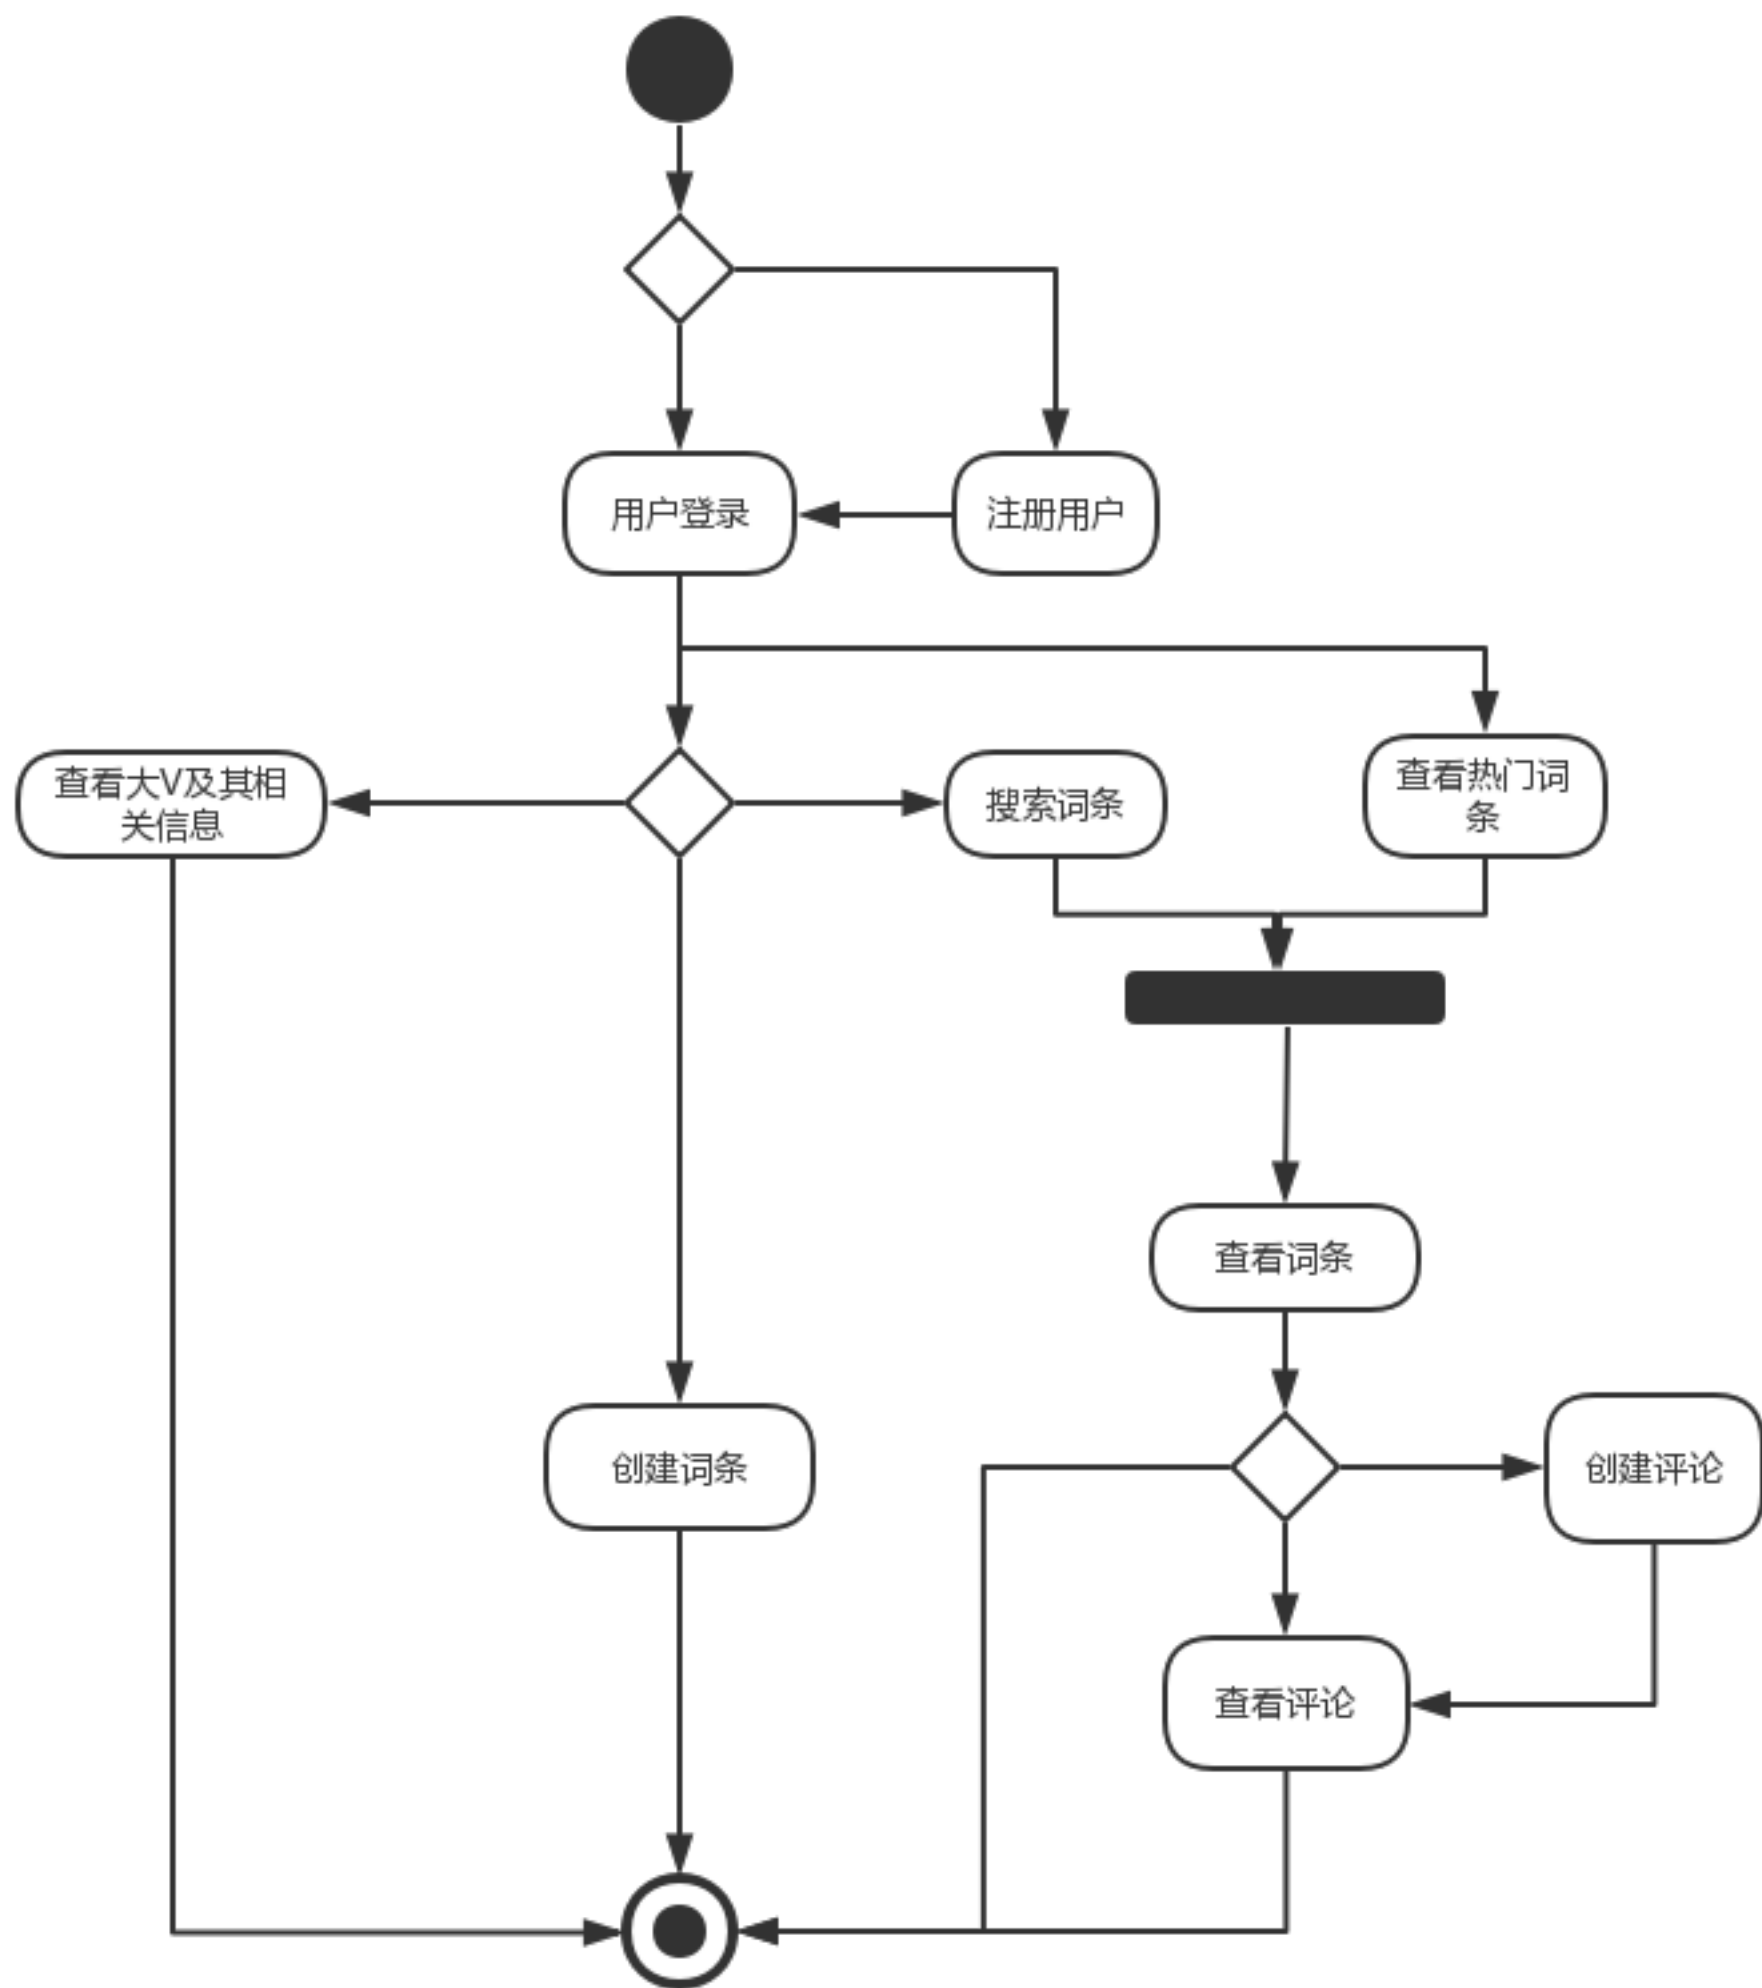 用户登录
注册用户
查看大V及其相
关信息
搜索词条
查看热门词
条
查看词条
创建词条
创建评论
查看评论